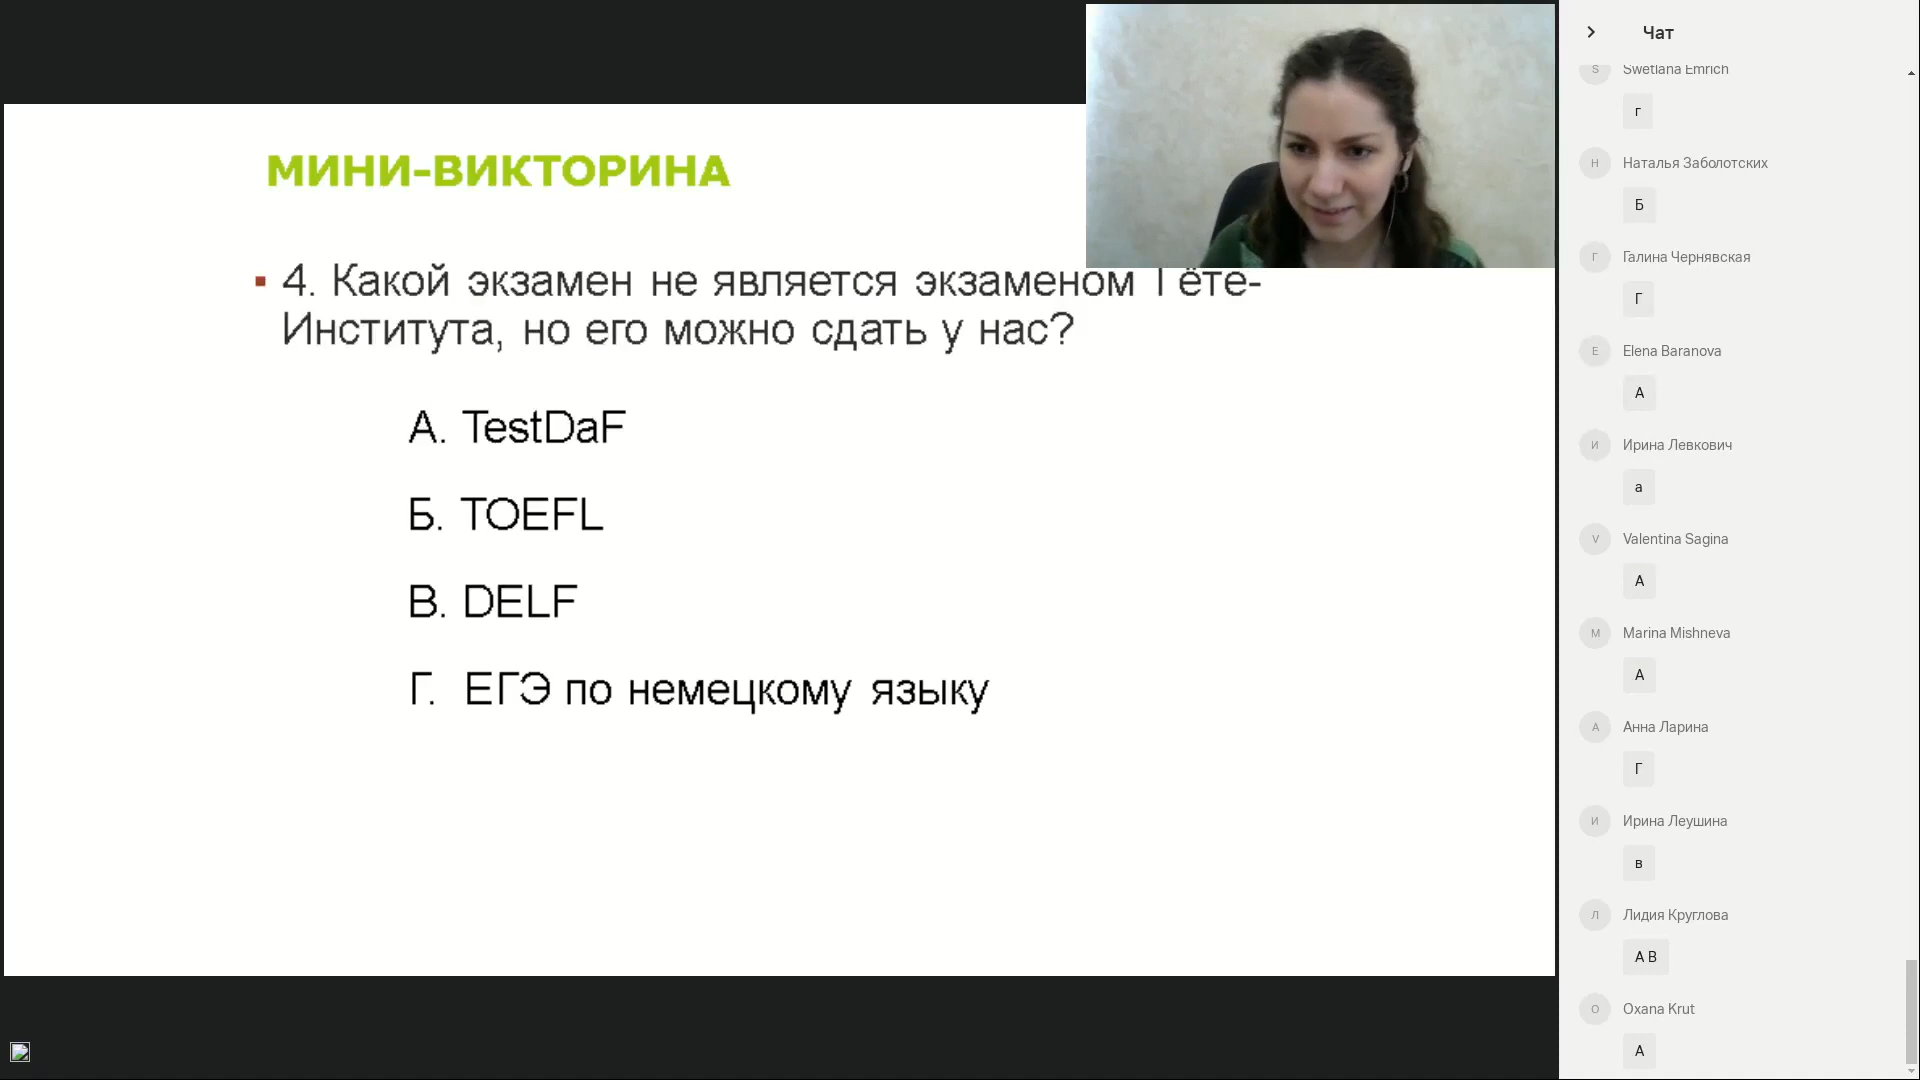 МИНИ-ВИКТОРИНА
4. Какой экзамен не является экзаменом Гёте-
Института, но его можно сдать у нас?
А. TestDaF
Б. TOEFL
В. DELF
Г. ЕГЭ по немецкому языку
Чат
S
Swetlana Emrich
г
Н
Наталья Заболотских
Б
Г
Галина Чернявская
Г
E
Elena Baranova
А
И
Ирина Левкович
а
V
Valentina Sagina
А
M
Marina Mishneva
А
А
Анна Ларина
Г
И
Ирина Леушина
в
Л
Лидия Круглова
А В
O
Oxana Krut
А